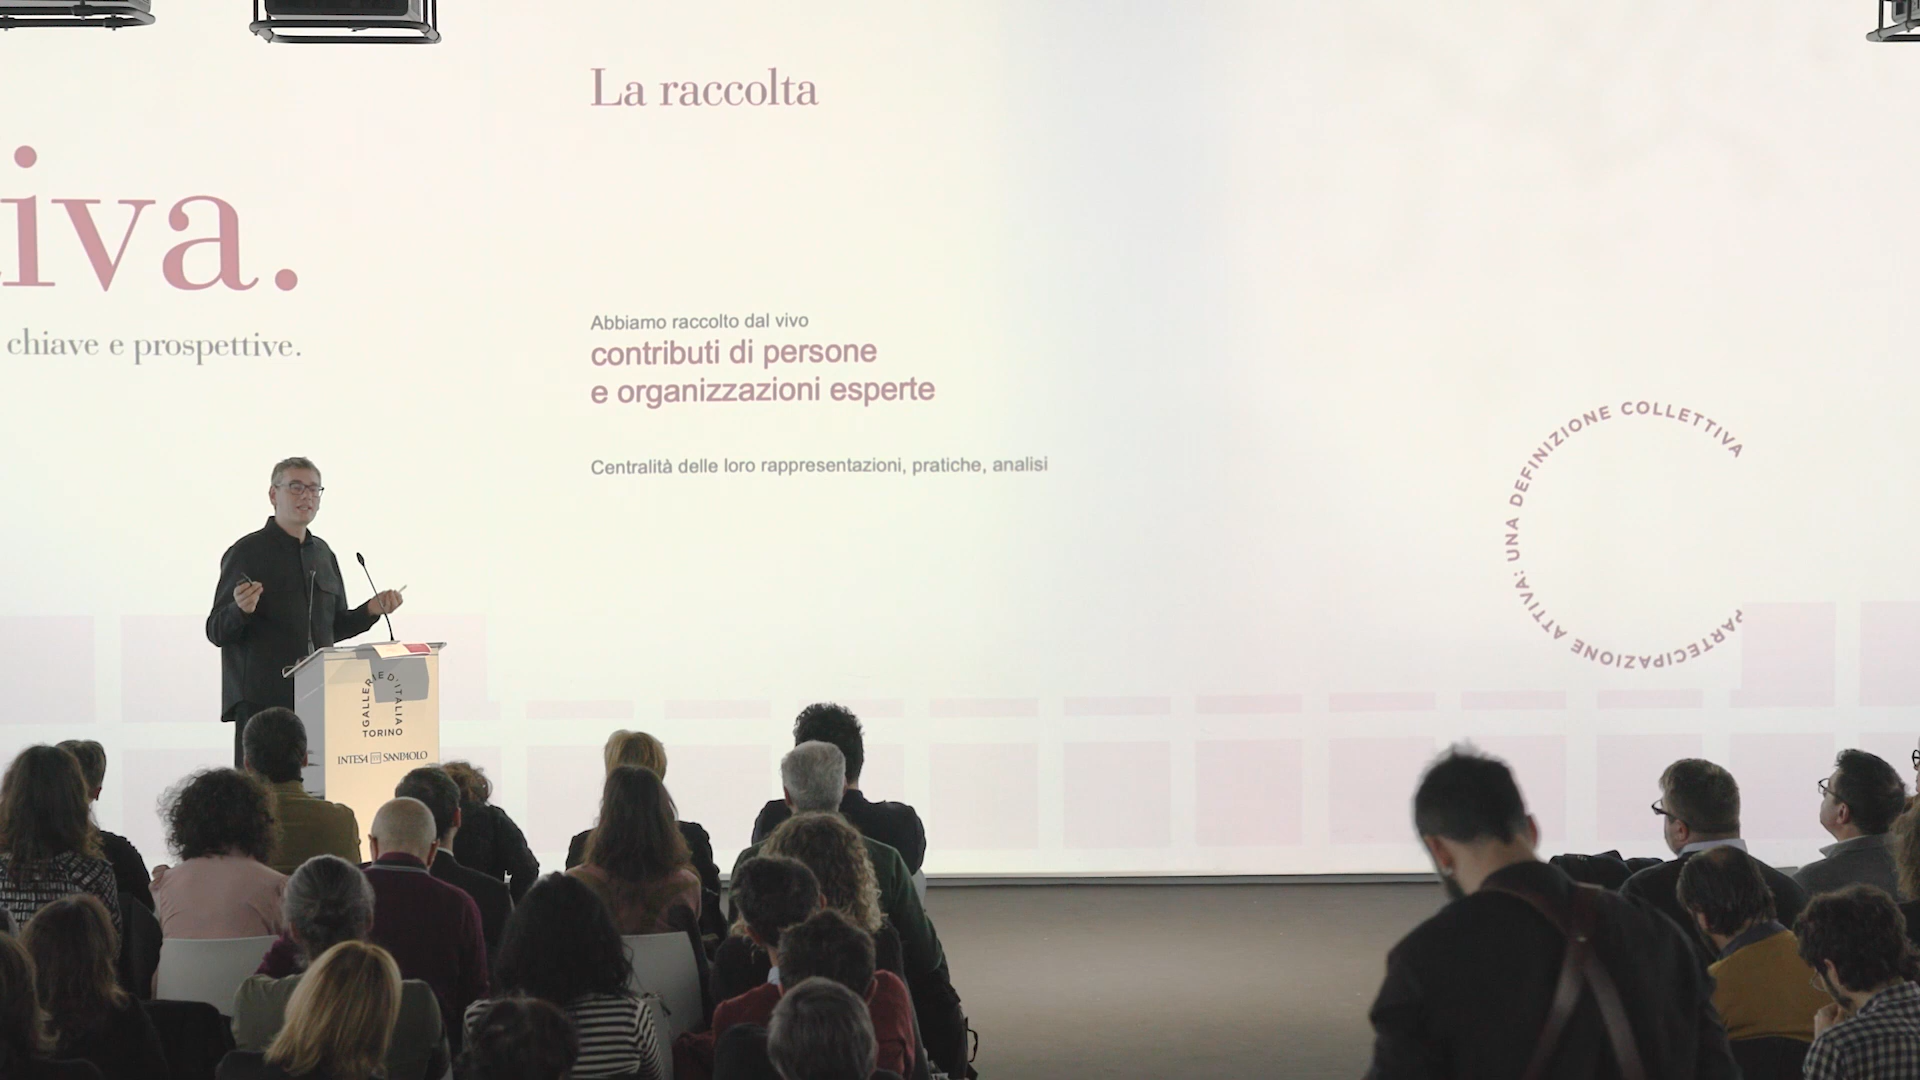 iva.
chiave e prospettive.
La raccolta
Abbiamo raccolto dal vivo
contributi di persone
e organizzazioni esperte
Centralità delle loro rappresentazioni, pratiche, analisi
PARTECIPAZIONE ATTIVA: UNA DEFINIZIONE COLLETTIVA
GALLERIE D'ITALIA
TORINO
INTESA SANPAOLO